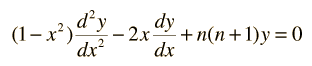 (1 − x²) d²y/dx² − 2x dy/dx + n(n + 1)y = 0